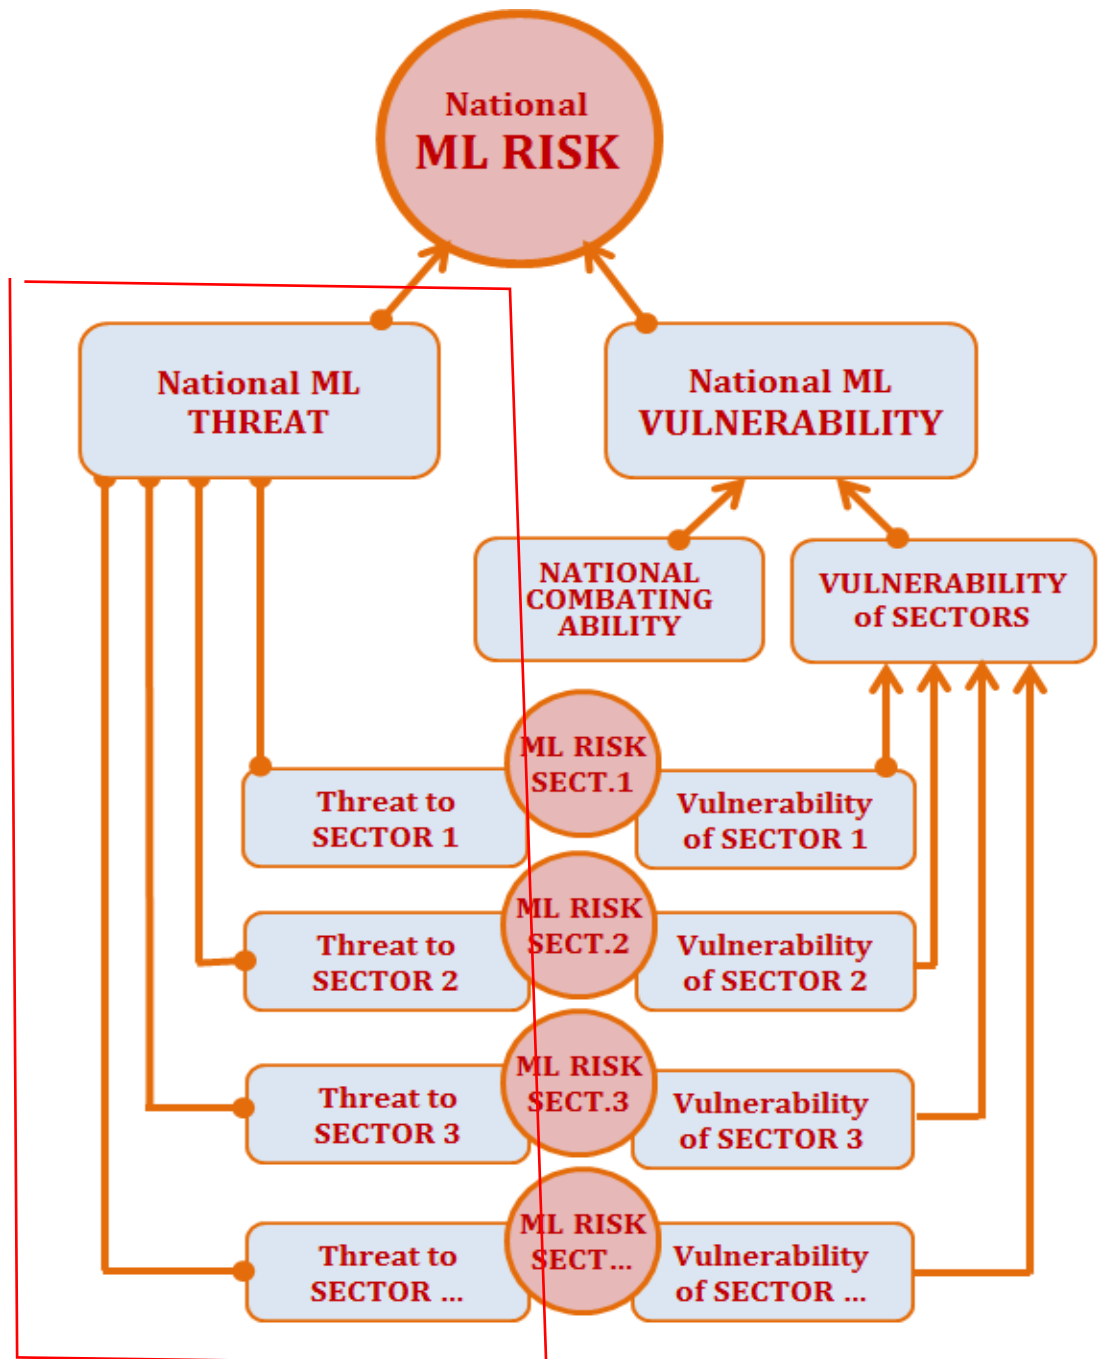 National
ML RISK
National ML
THREAT
National ML
VULNERABILITY
NATIONAL
COMBATING
ABILITY
VULNERABILITY
of SECTORS
ML RISK
SECT.1
Threat to
SECTOR 1
Vulnerability
of SECTOR 1
ML RISK
SECT.2
Threat to
SECTOR 2
Vulnerability
of SECTOR 2
ML RISK
SECT.3
Threat to
SECTOR 3
Vulnerability
of SECTOR 3
ML RISK
SECT...
Threat to
SECTOR ...
Vulnerability
of SECTOR ...